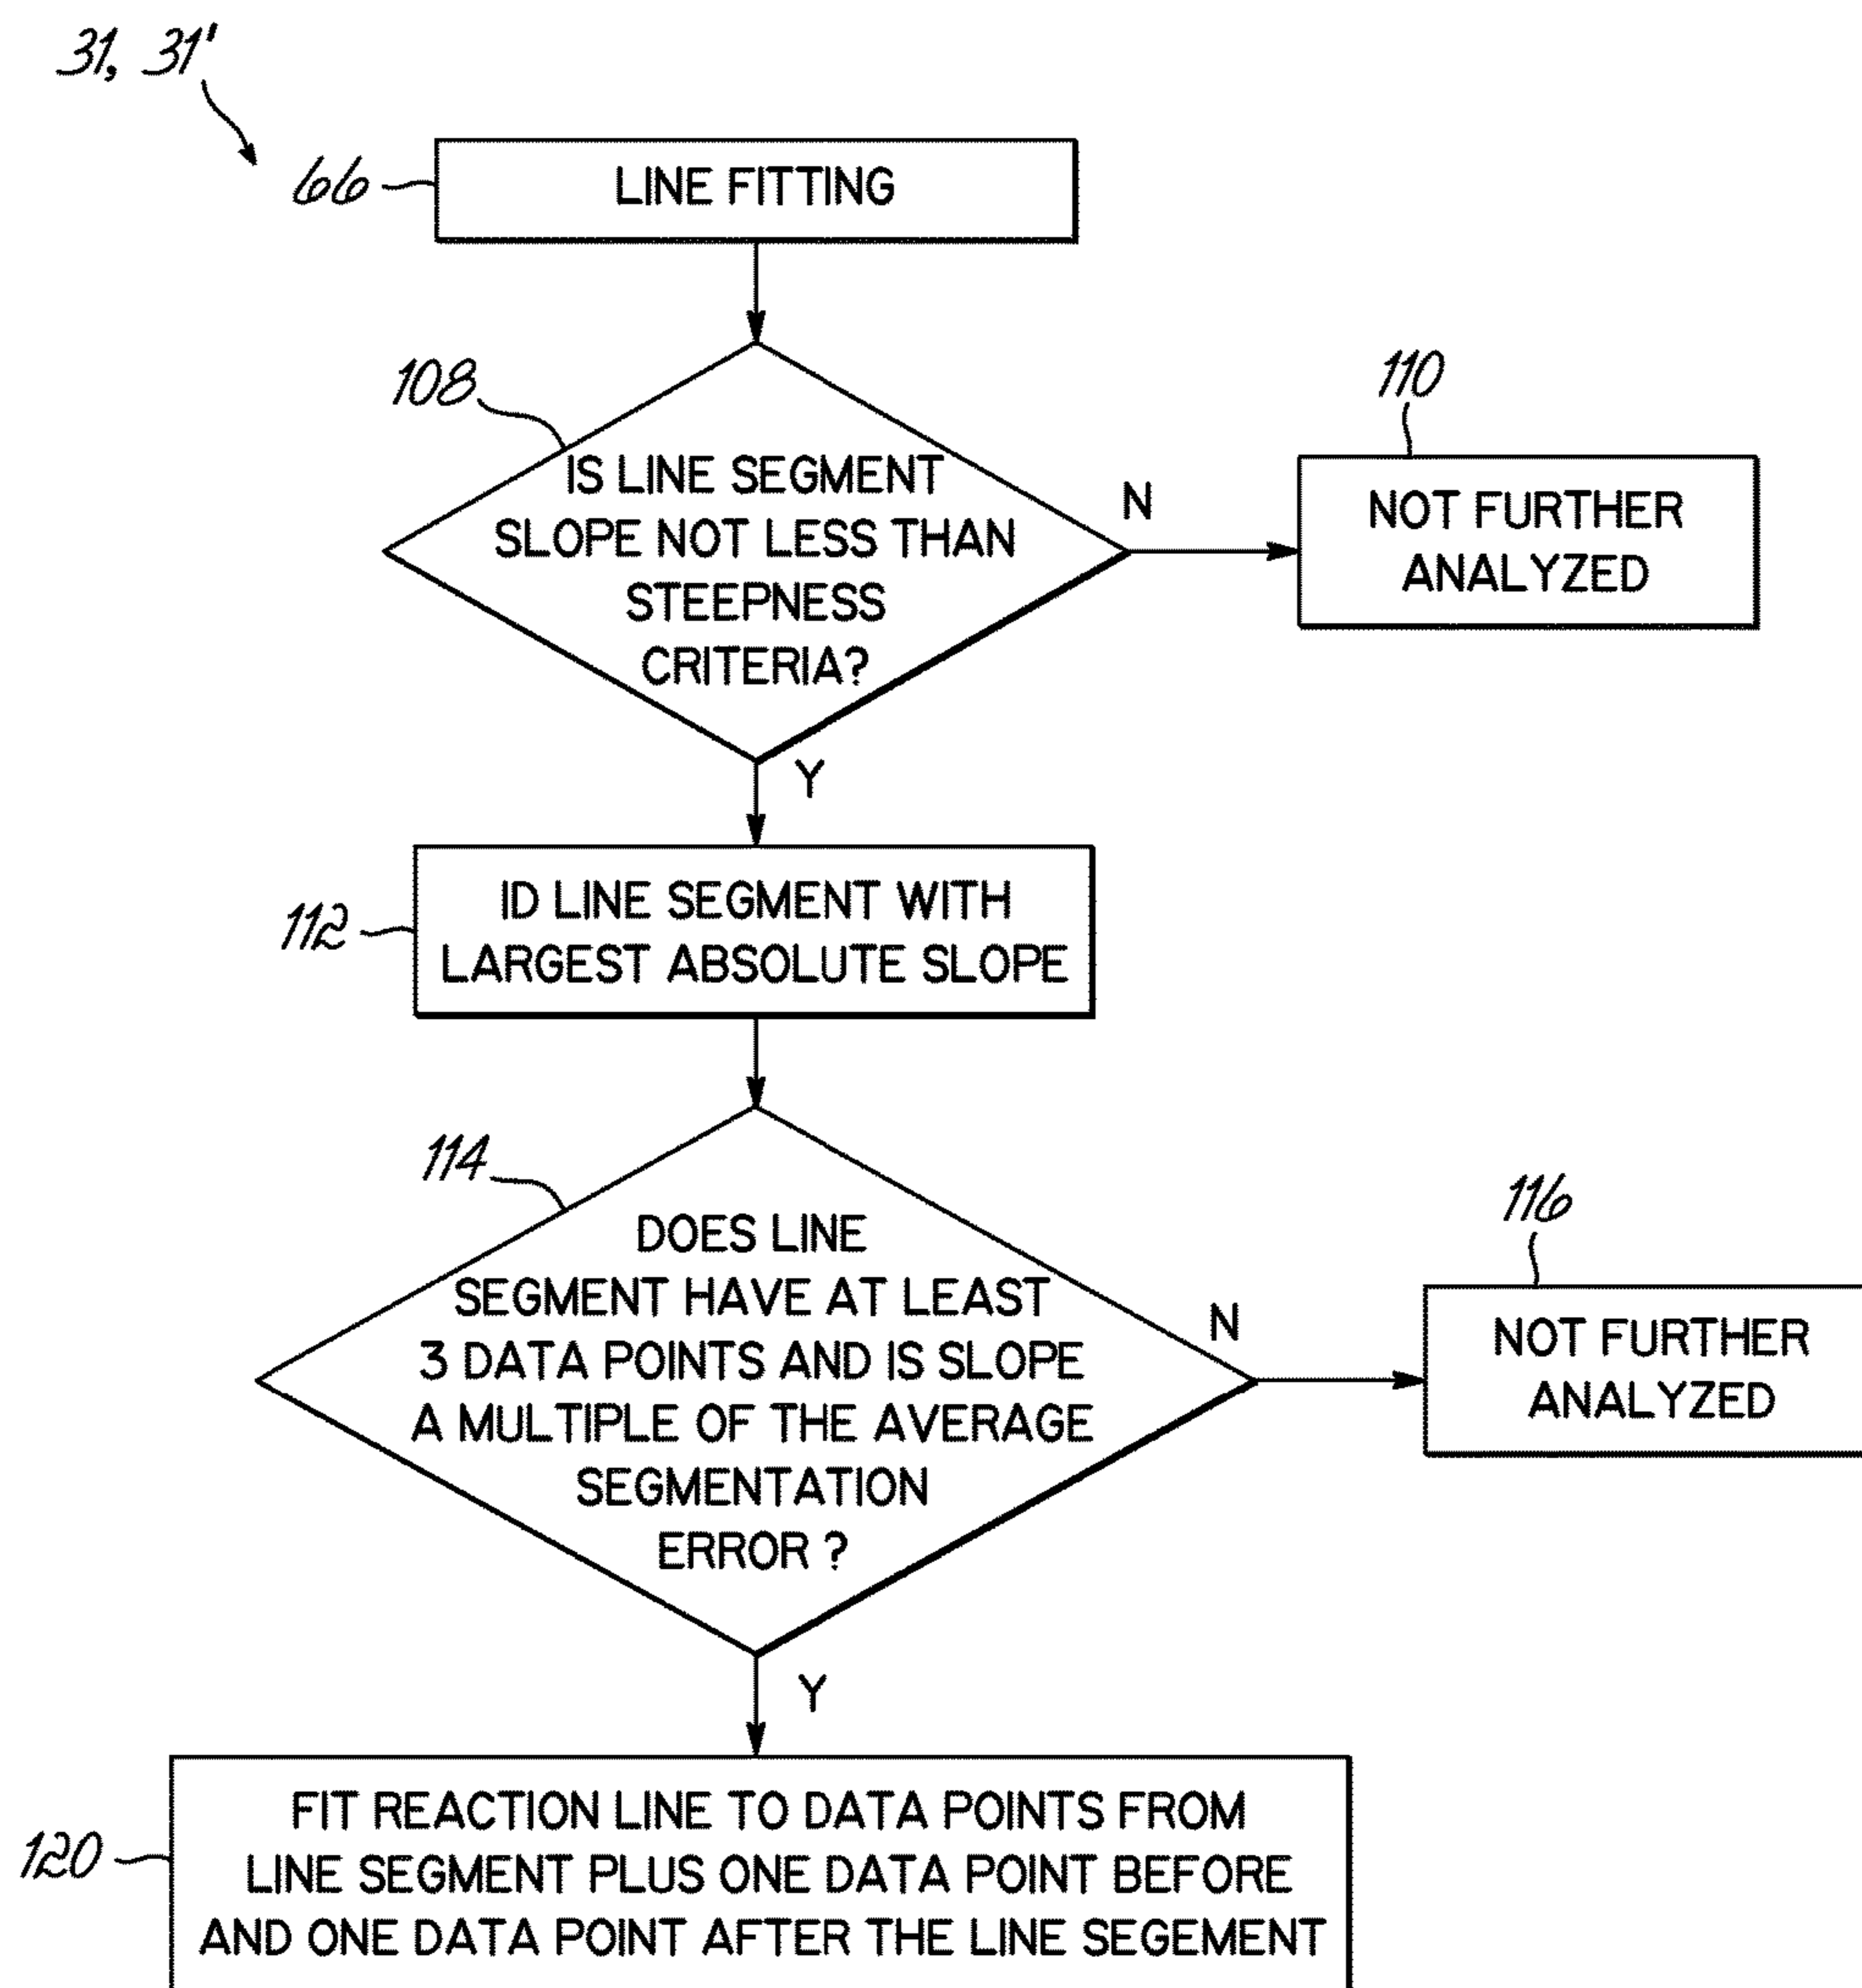 31, 31'
66
LINE FITTING
108
IS LINE SEGMENT
SLOPE NOT LESS THAN
STEEPNESS
CRITERIA?
N
110
NOT FURTHER
ANALYZED
Y
112
ID LINE SEGMENT WITH
LARGEST ABSOLUTE SLOPE
114
DOES LINE
SEGMENT HAVE AT LEAST
3 DATA POINTS AND IS SLOPE
A MULTIPLE OF THE AVERAGE
SEGMENTATION
ERROR ?
N
116
NOT FURTHER
ANALYZED
Y
120
FIT REACTION LINE TO DATA POINTS FROM
LINE SEGMENT PLUS ONE DATA POINT BEFORE
AND ONE DATA POINT AFTER THE LINE SEGEMENT